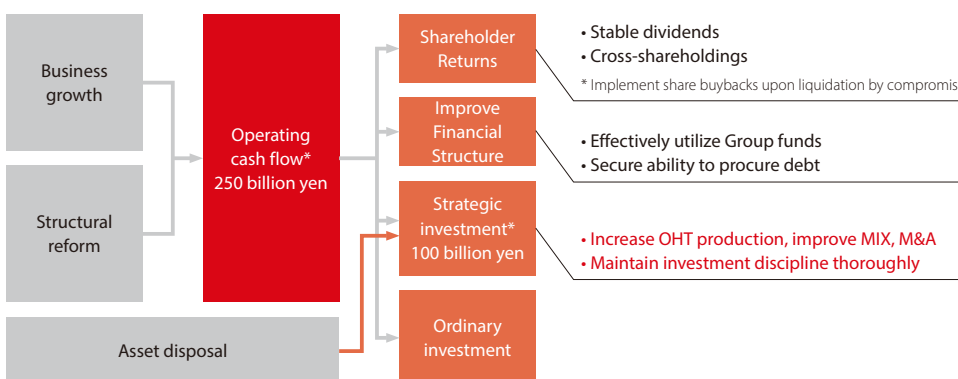 Business
growth
Structural
reform
Asset disposal
Operating
cash flow*
250 billion yen
Shareholder
Returns
• Stable dividends
• Cross-shareholdings
* Implement share buybacks upon liquidation by compromis
Improve
Financial
Structure
• Effectively utilize Group funds
• Secure ability to procure debt
Strategic
investment*
100 billion yen
• Increase OHT production, improve MIX, M&A
• Maintain investment discipline thoroughly
Ordinary
investment